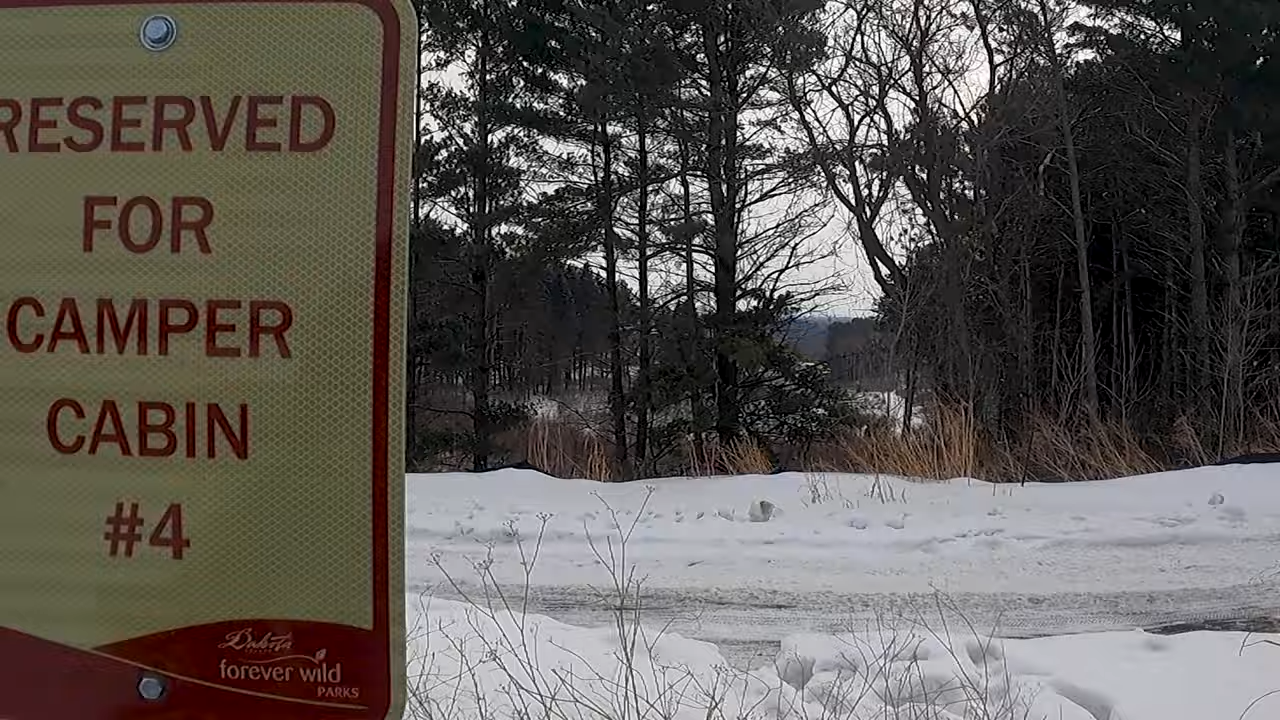 RESERVED
FOR
CAMPER
CABIN
#4
Dakota
forever wild
PARKS